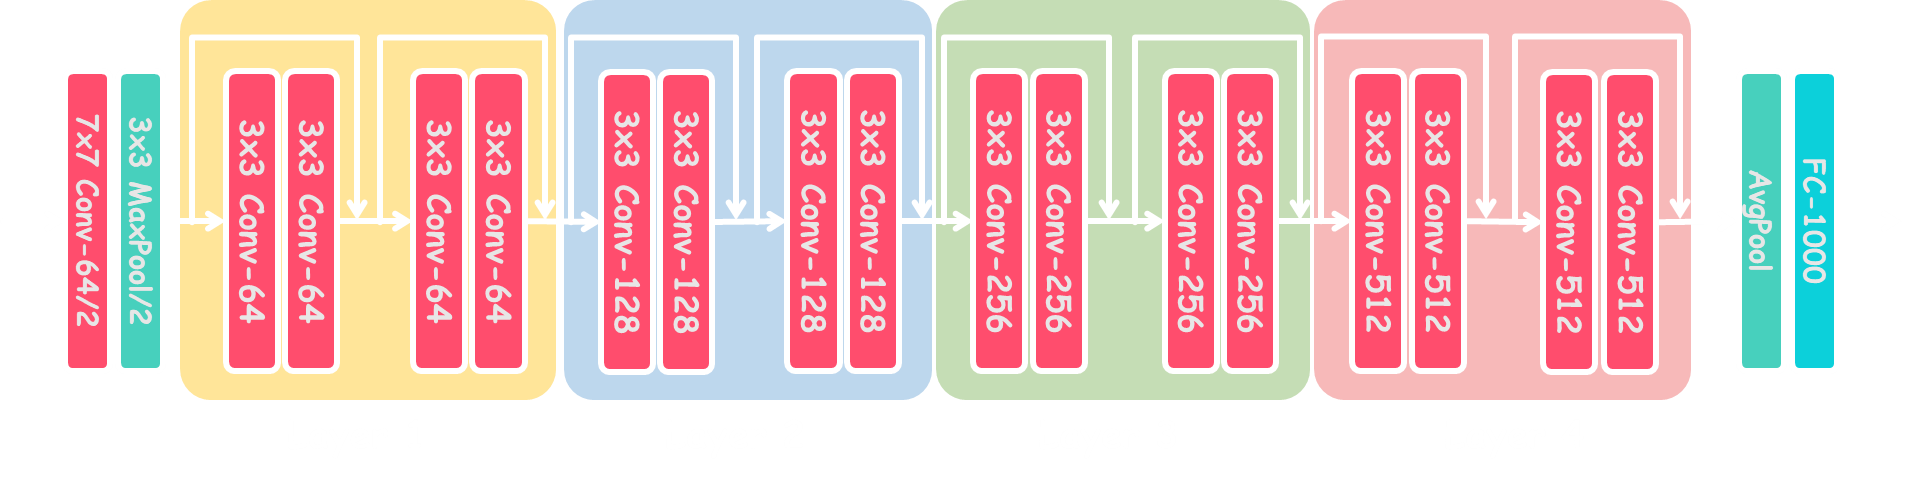 7x7 Conv-64/2
3x3 MaxPool/2
3x3 Conv-64
3x3 Conv-64
3x3 Conv-64
3x3 Conv-64
3x3 Conv-128
3x3 Conv-128
3x3 Conv-128
3x3 Conv-128
3x3 Conv-256
3x3 Conv-256
3x3 Conv-256
3x3 Conv-256
3x3 Conv-512
3x3 Conv-512
3x3 Conv-512
3x3 Conv-512
AvgPool
FC-1000